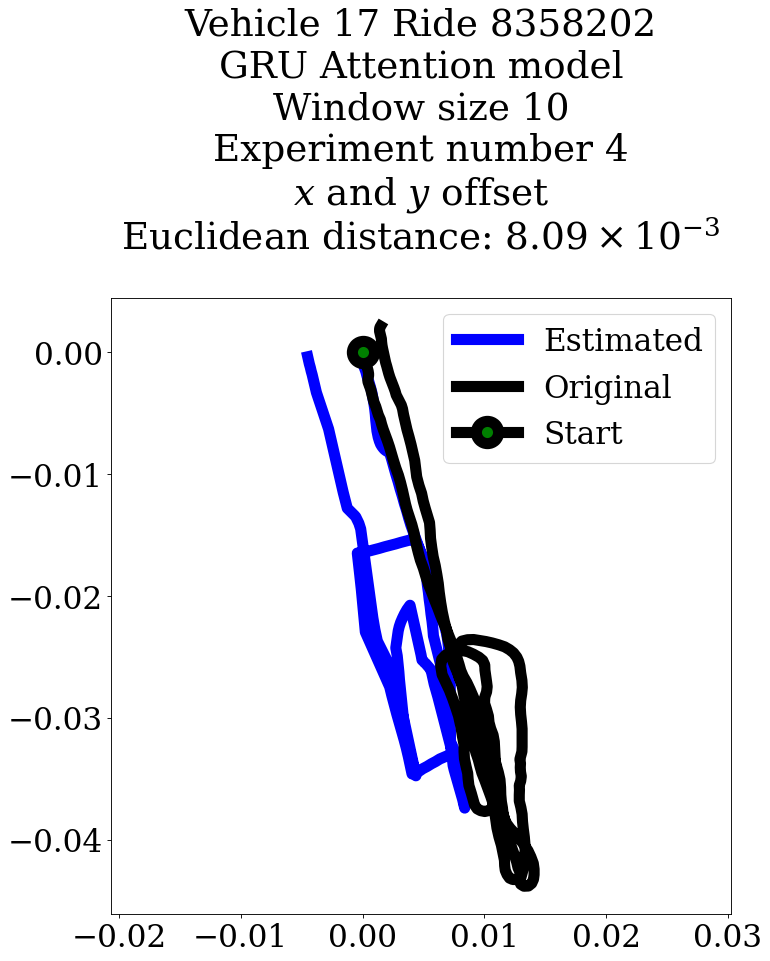 Vehicle 17 Ride 8358202
GRU Attention model
Window size 10
Experiment number 4
x and y offset
Euclidean distance: 8.09 × 10⁻³
Estimated
Original
Start
0.00
−0.01
−0.02
−0.03
−0.04
−0.02 −0.01 0.00 0.01 0.02 0.03